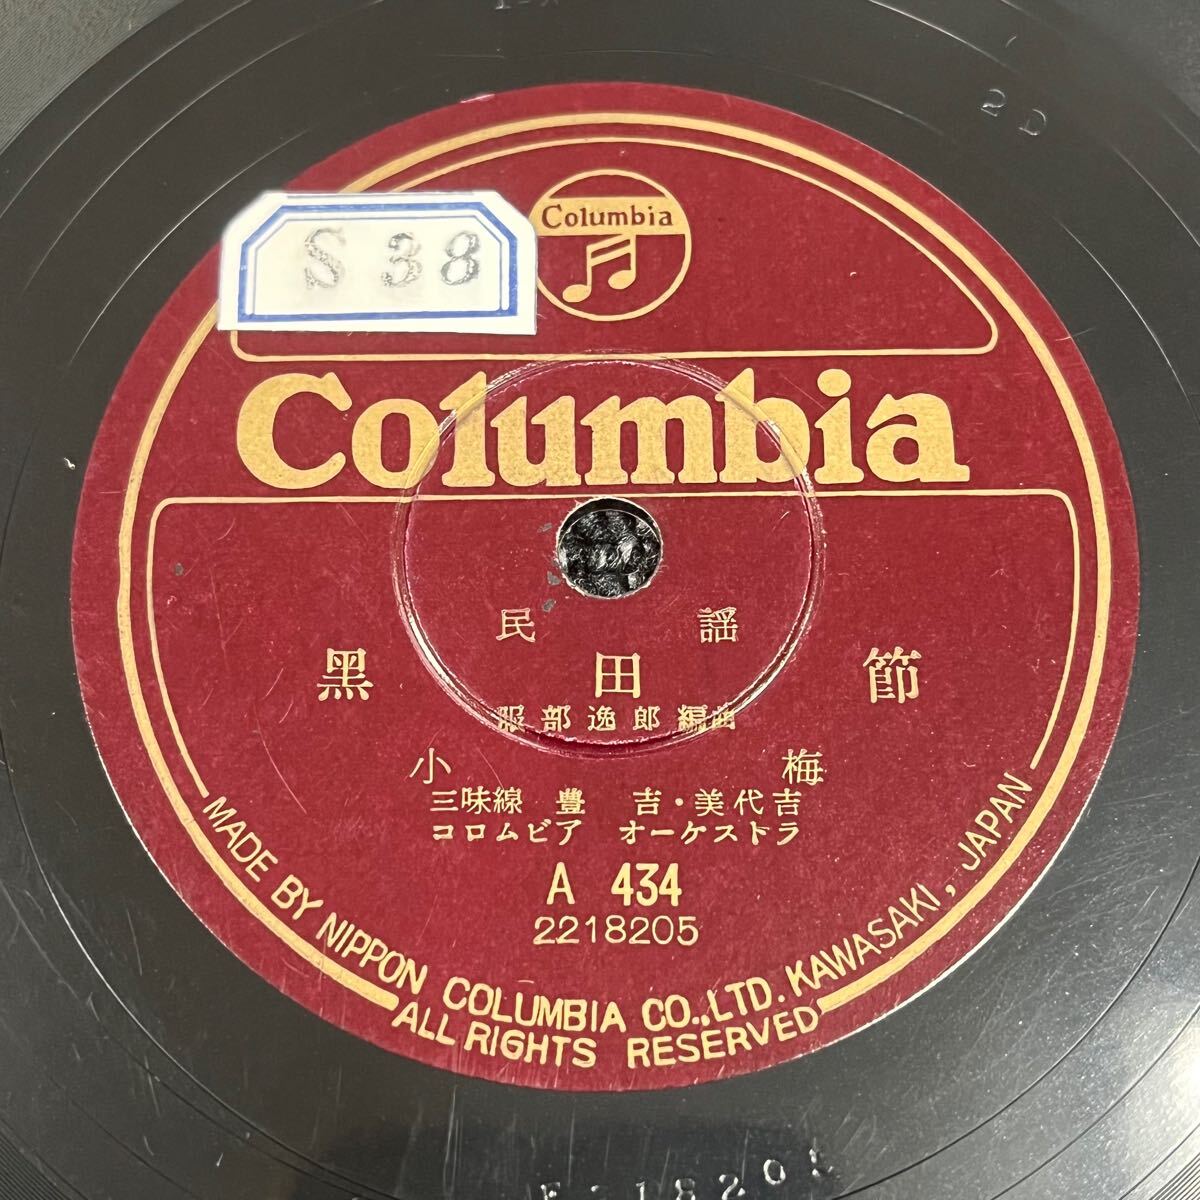 2 D
S 38
Columbia
Columbia
民謡
黒田節
服部逸郎編曲
小梅
三味線 豊吉・美代吉
コロムビア オーケストラ
A 434
2218205
MADE BY NIPPON COLUMBIA CO., LTD. KAWASAKI, JAPAN
ALL RIGHTS RESERVED